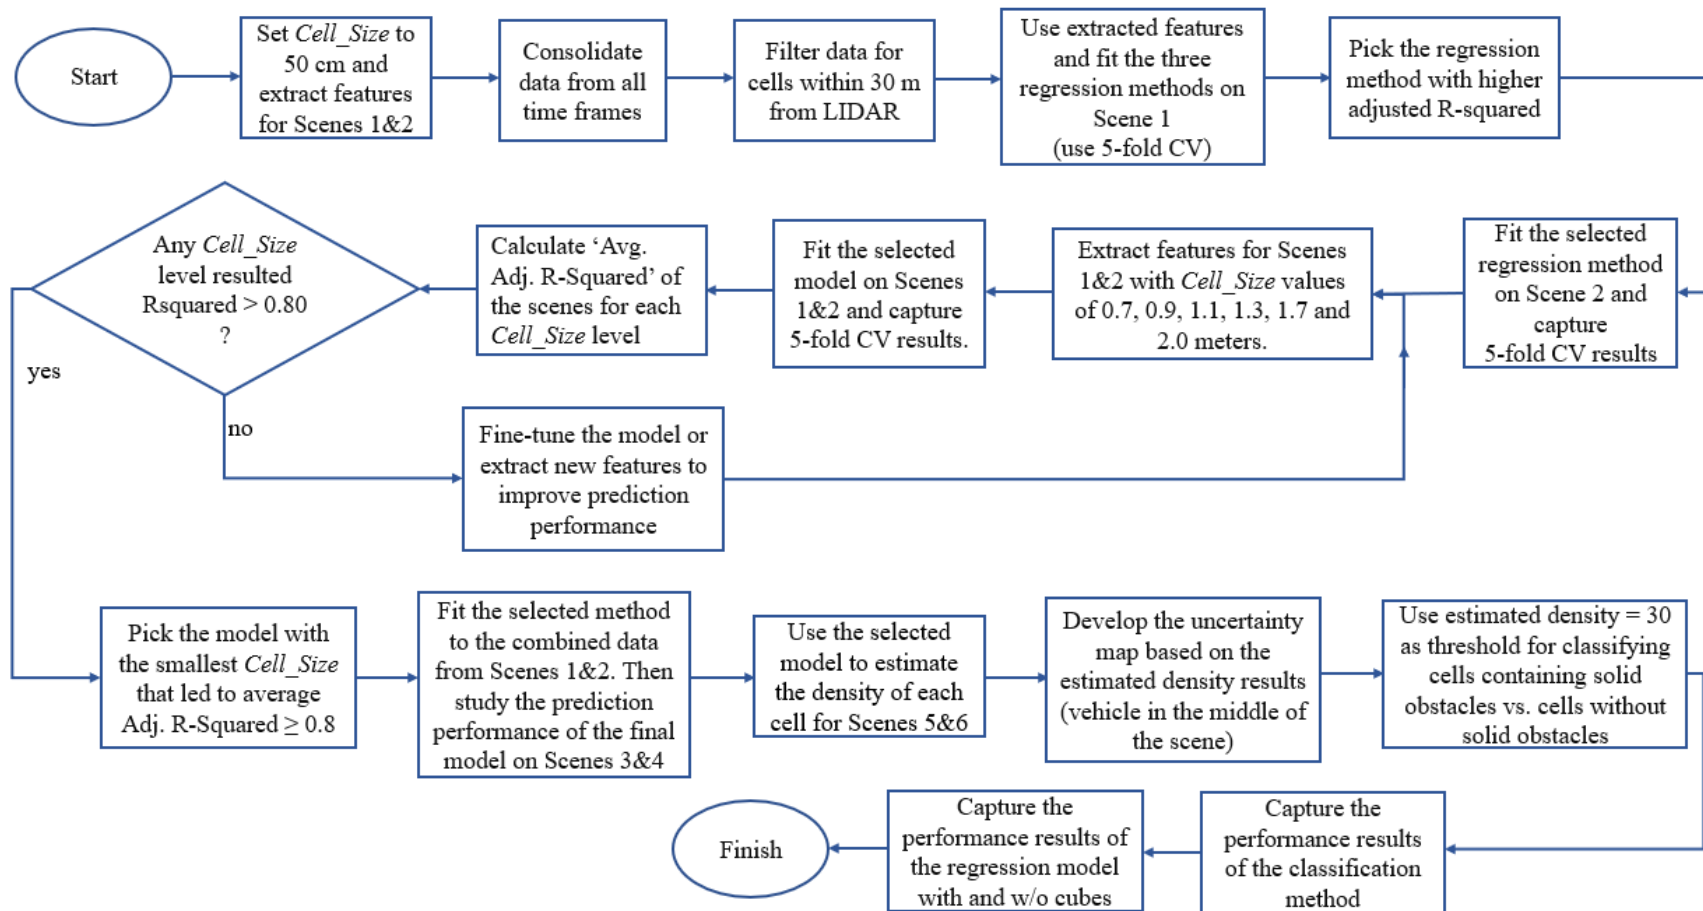 Start
Set Cell_Size to
50 cm and
extract features
for Scenes 1&2
Consolidate
data from all
time frames
Filter data for
cells within 30 m
from LIDAR
Use extracted features
and fit the three
regression methods on
Scene 1
(use 5-fold CV)
Pick the regression
method with higher
adjusted R-squared
Fit the selected
regression method
on Scene 2 and
capture
5-fold CV results
Extract features for Scenes
1&2 with Cell_Size values
of 0.7, 0.9, 1.1, 1.3, 1.7 and
2.0 meters.
Fit the selected
model on Scenes
1&2 and capture
5-fold CV results.
Calculate ‘Avg.
Adj. R-Squared’ of
the scenes for each
Cell_Size level
Any Cell_Size
level resulted
Rsquared > 0.80
?
yes
no
Fine-tune the model or
extract new features to
improve prediction
performance
Pick the model with
the smallest Cell_Size
that led to average
Adj. R-Squared ≥ 0.8
Fit the selected method
to the combined data
from Scenes 1&2. Then
study the prediction
performance of the final
model on Scenes 3&4
Use the selected
model to estimate
the density of each
cell for Scenes 5&6
Develop the uncertainty
map based on the
estimated density results
(vehicle in the middle of
the scene)
Use estimated density = 30
as threshold for classifying
cells containing solid
obstacles vs. cells without
solid obstacles
Capture the
performance results
of the classification
method
Capture the
performance results of
the regression model
with and w/o cubes
Finish